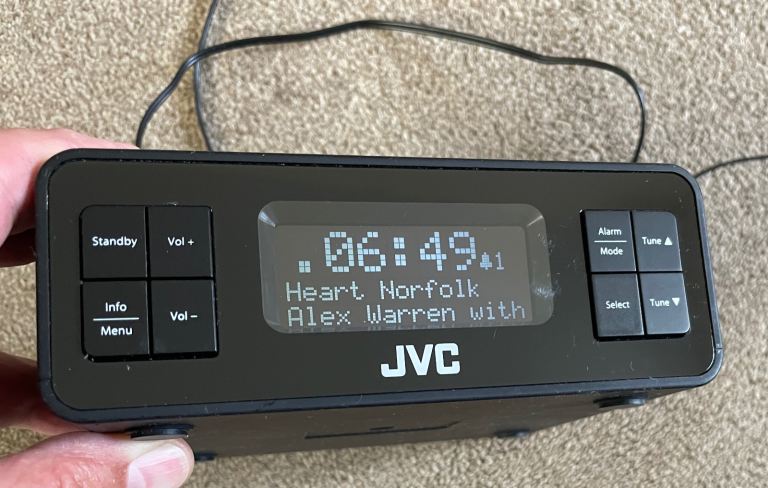 Standby
Vol +
Info
Menu
Vol −
.06:49 1
Heart Norfolk
Alex Warren with
JVC
Alarm
Mode
Tune ▲
Select
Tune ▼